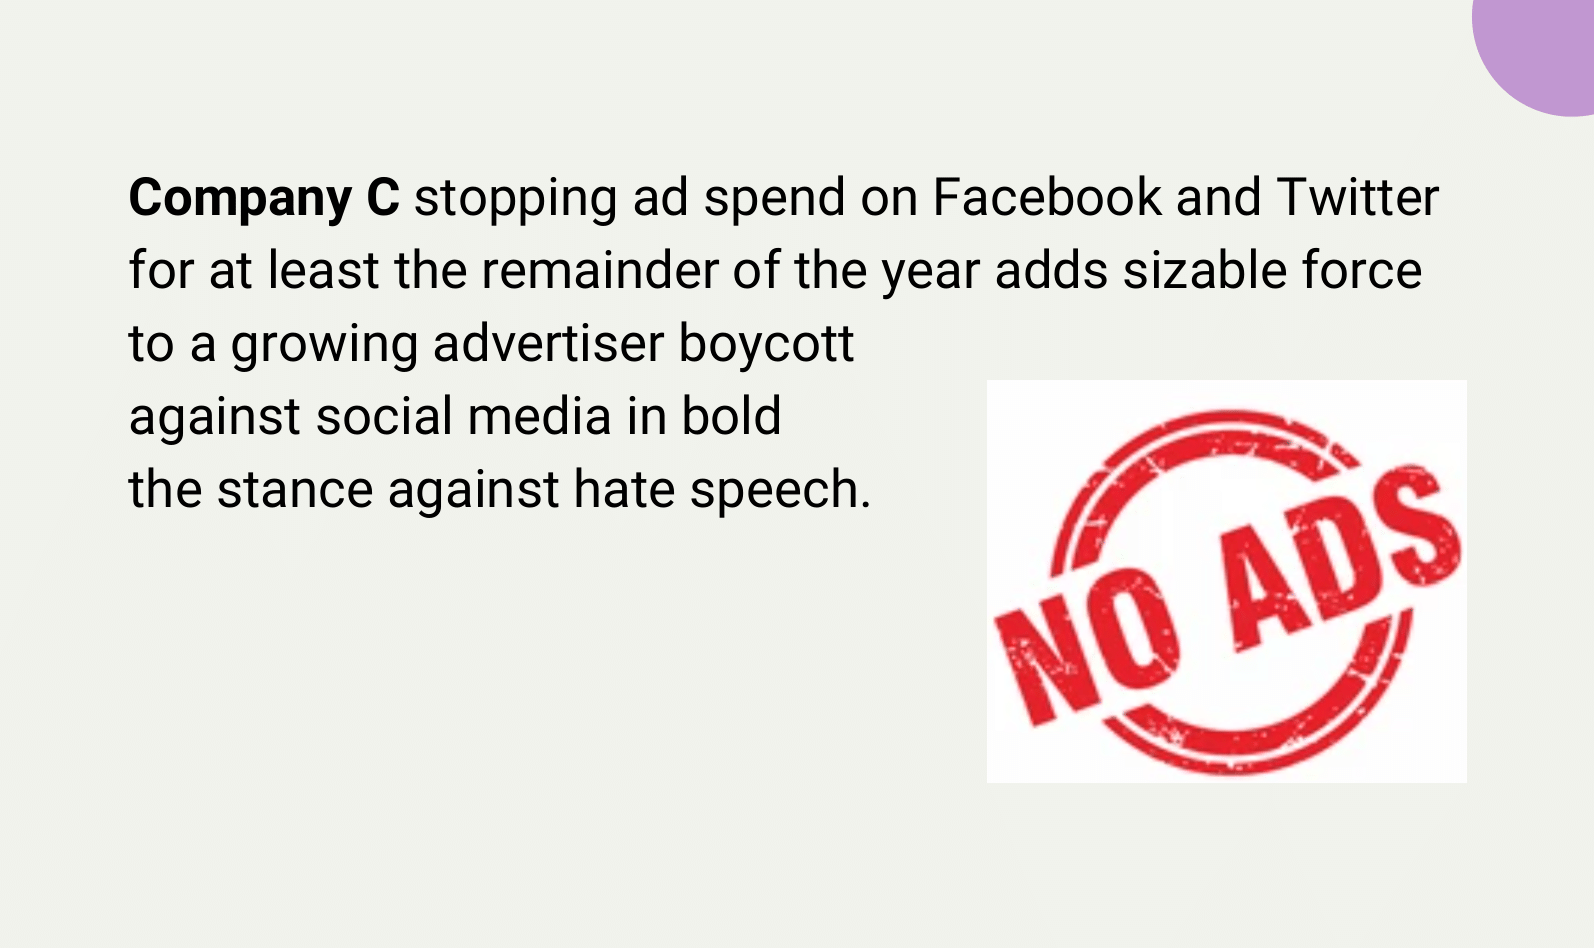 Company C stopping ad spend on Facebook and Twitter
for at least the remainder of the year adds sizable force
to a growing advertiser boycott
against social media in bold
the stance against hate speech.
NO ADS